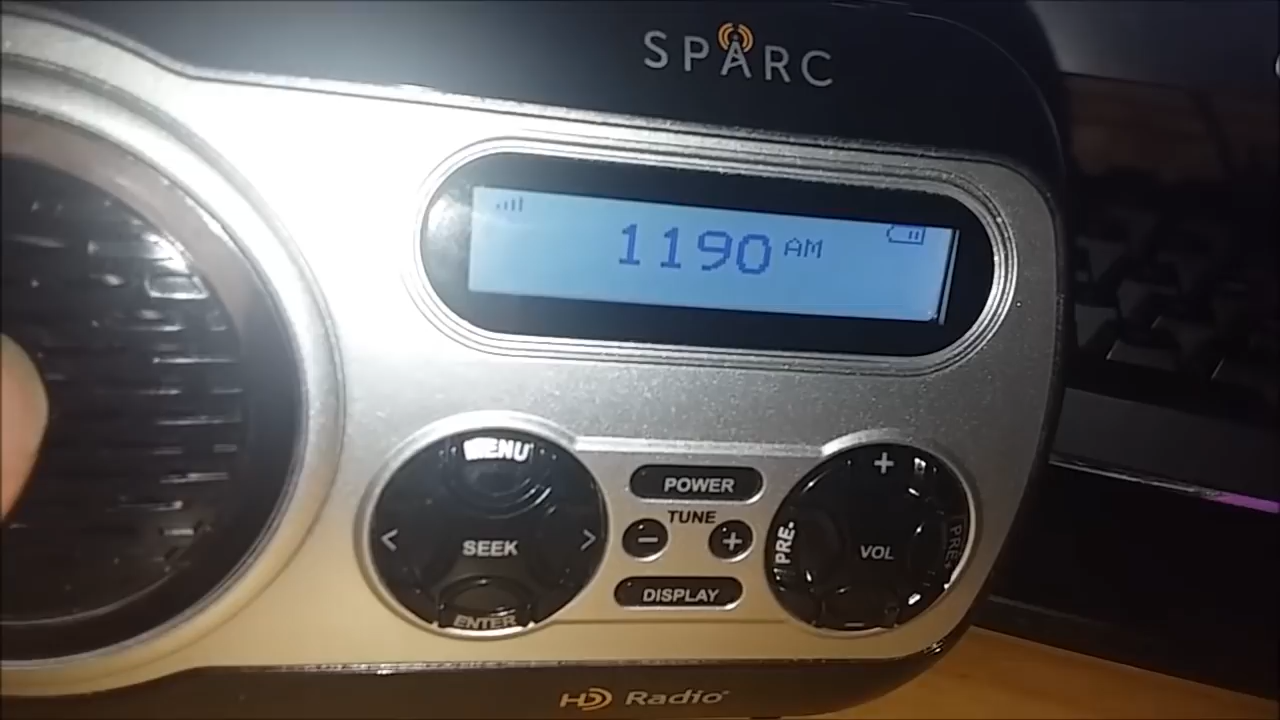 SPARC
1190 AM
MENU
< SEEK >
ENTER
POWER
TUNE
- +
DISPLAY
+
PRE- VOL PRE+
-
HD Radio